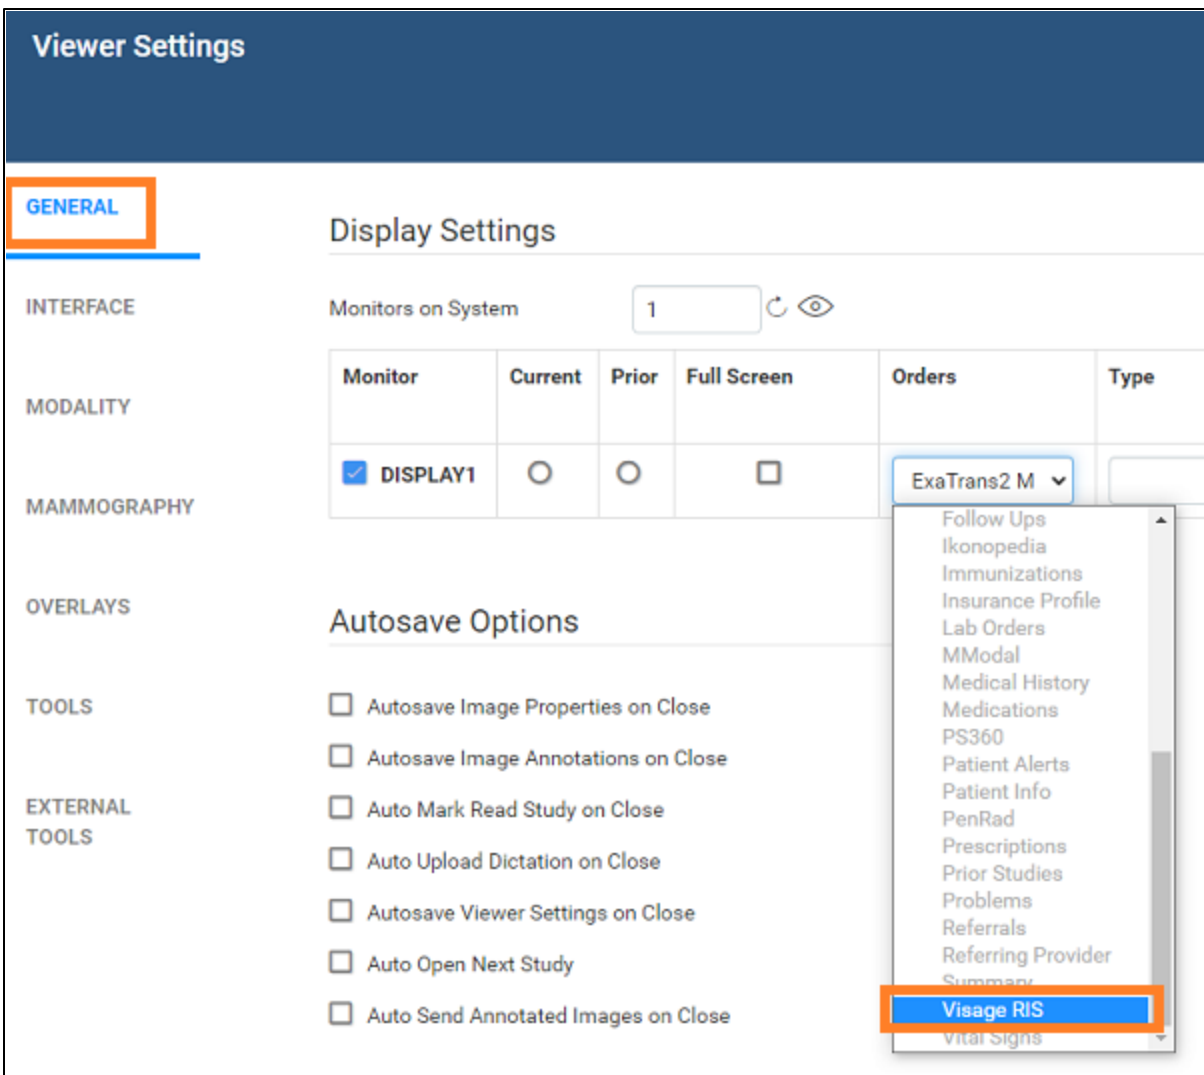 Viewer Settings
GENERAL
INTERFACE
MODALITY
MAMMOGRAPHY
OVERLAYS
TOOLS
EXTERNAL
TOOLS
Display Settings
Monitors on System 1
Monitor Current Prior Full Screen Orders Type
DISPLAY1 ExaTrans2 M
Follow Ups
Ikonopedia
Immunizations
Insurance Profile
Lab Orders
MModal
Medical History
Medications
PS360
Patient Alerts
Patient Info
PenRad
Prescriptions
Prior Studies
Problems
Referrals
Referring Provider
Summary
Visage RIS
Vital Signs
Autosave Options
Autosave Image Properties on Close
Autosave Image Annotations on Close
Auto Mark Read Study on Close
Auto Upload Dictation on Close
Autosave Viewer Settings on Close
Auto Open Next Study
Auto Send Annotated Images on Close